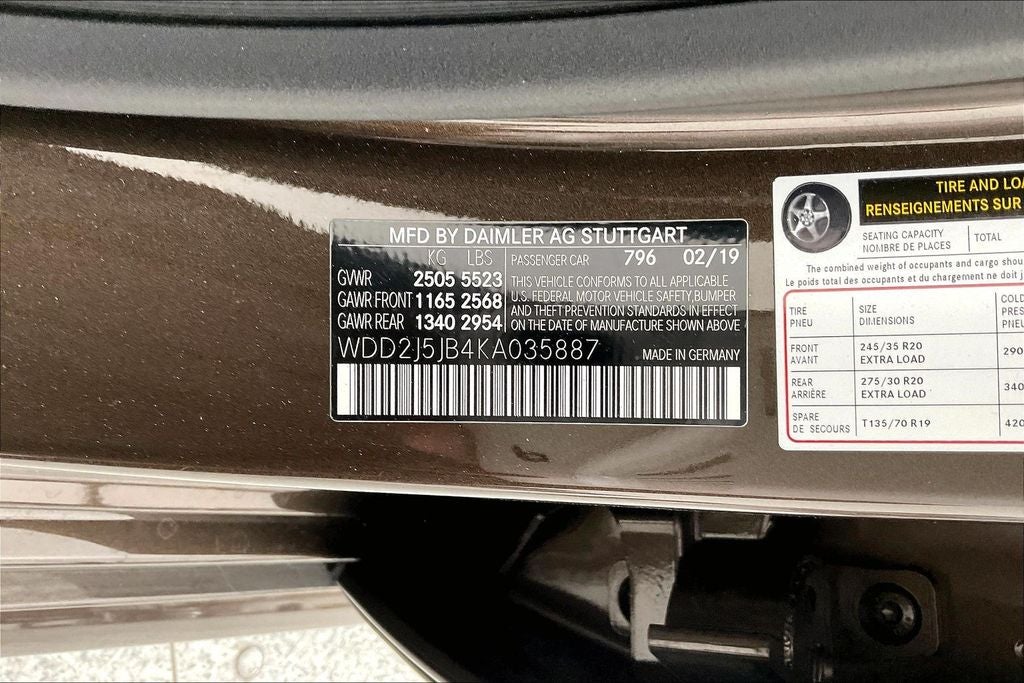 MFD BY DAIMLER AG STUTTGART
KG LBS
GVWR 2505 5523
GAWR FRONT 1165 2568
GAWR REAR 1340 2954
PASSENGER CAR 796 02/19
THIS VEHICLE CONFORMS TO ALL APPLICABLE
U.S. FEDERAL MOTOR VEHICLE SAFETY, BUMPER
AND THEFT PREVENTION STANDARDS IN EFFECT
ON THE DATE OF MANUFACTURE SHOWN ABOVE
WDD2J5JB4KA035887 MADE IN GERMANY
TIRE AND LOA
RENSEIGNEMENTS SUR
SEATING CAPACITY
NOMBRE DE PLACES
TOTAL
The combined weight of occupants and cargo shou
Le poids total des occupants et du chargement ne doit j
TIRE
PNEU
SIZE
DIMENSIONS
COLD
PRES
PNEU
FRONT
AVANT
245/35 R20
EXTRA LOAD
290
REAR
ARRIÈRE
275/30 R20
EXTRA LOAD
340
SPARE
DE SECOURS
T135/70 R19
420